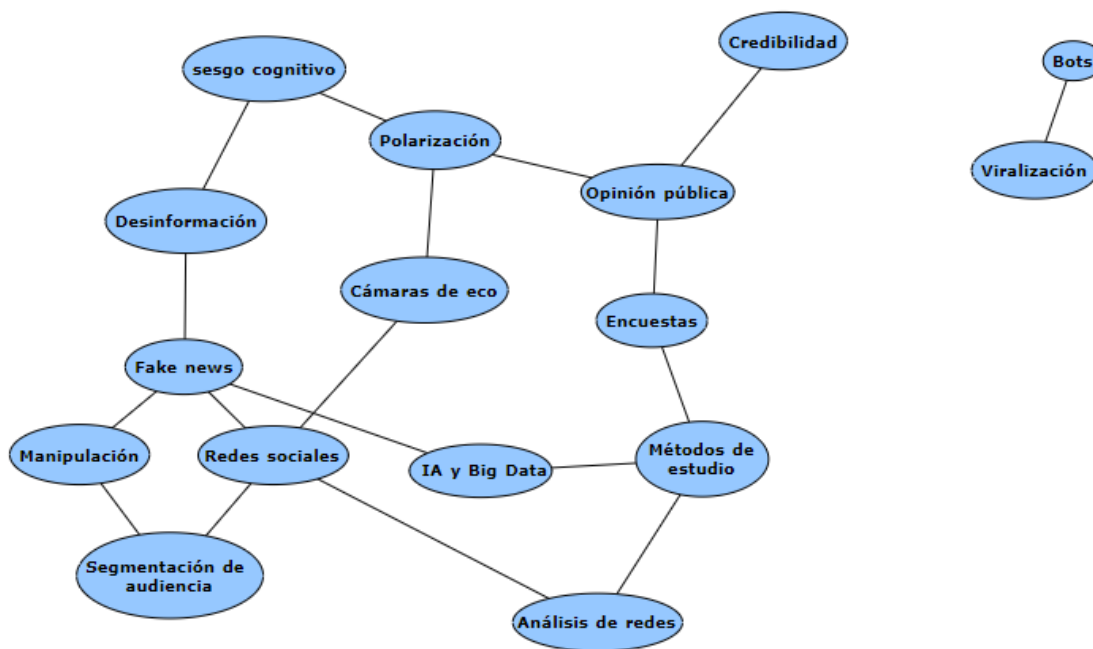 Credibilidad
Bots
sesgo cognitivo
Polarización
Viralización
Opinión pública
Desinformación
Cámaras de eco
Encuestas
Fake news
Manipulación
Redes sociales
IA y Big Data
Métodos de
estudio
Segmentación de
audiencia
Análisis de redes